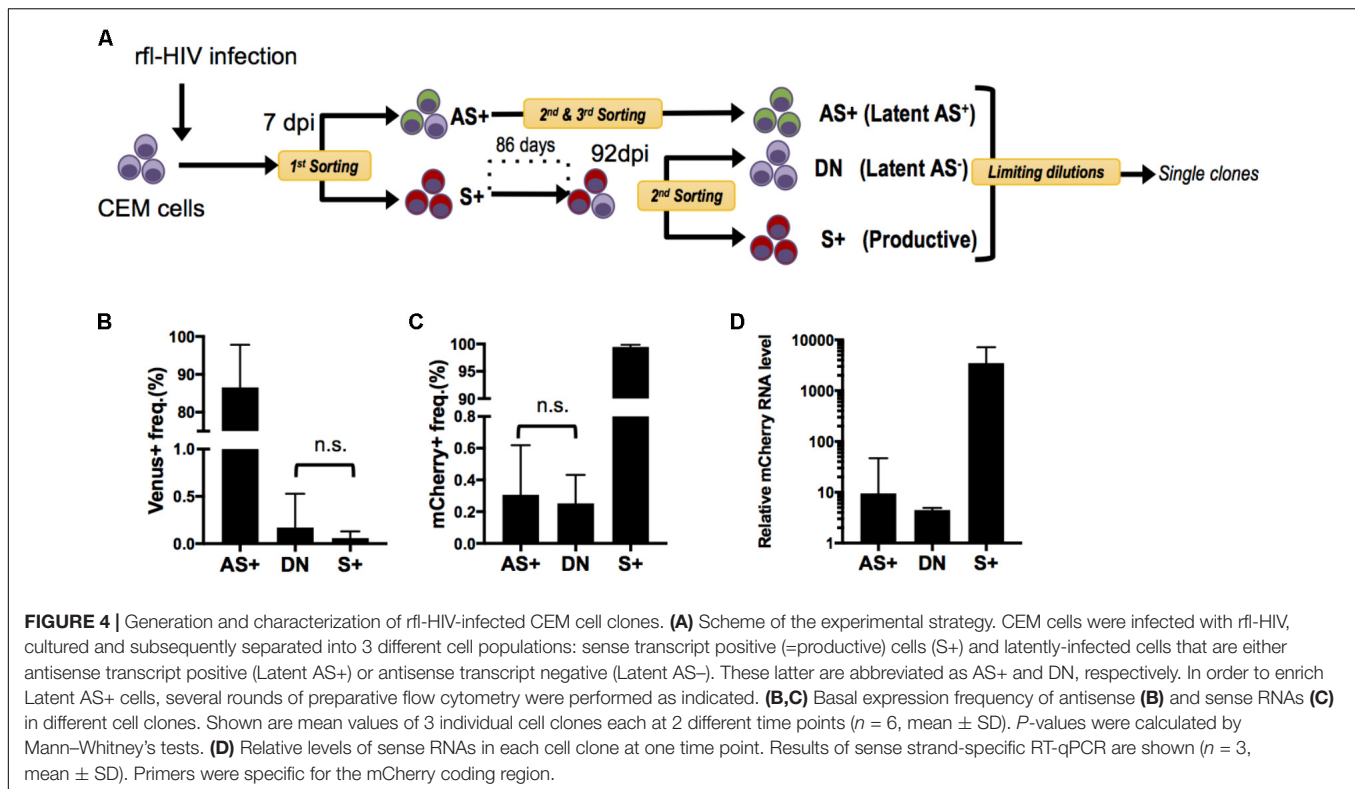 A
rfl-HIV infection
CEM cells
7 dpi
1st Sorting
AS+
2nd & 3rd Sorting
S+
86 days
92dpi
2nd Sorting
AS+ (Latent AS+)
DN (Latent AS-)
S+ (Productive)
Limiting dilutions
Single clones
B
Venus+ freq.(%)
100
90
80
1.0
0.5
0.0
n.s.
AS+ DN S+
C
mCherry+ freq.(%)
100
95
90
0.8
0.6
0.4
0.2
0.0
n.s.
AS+ DN S+
D
Relative mCherry RNA level
10000
1000
100
10
1
AS+ DN S+
FIGURE 4 | Generation and characterization of rfl-HIV-infected CEM cell clones. (A) Scheme of the experimental strategy. CEM cells were infected with rfl-HIV,
cultured and subsequently separated into 3 different cell populations: sense transcript positive (=productive) cells (S+) and latently-infected cells that are either
antisense transcript positive (Latent AS+) or antisense transcript negative (Latent AS–). These latter are abbreviated as AS+ and DN, respectively. In order to enrich
Latent AS+ cells, several rounds of preparative flow cytometry were performed as indicated. (B,C) Basal expression frequency of antisense (B) and sense RNAs (C)
in different cell clones. Shown are mean values of 3 individual cell clones each at 2 different time points (n = 6, mean ± SD). P-values were calculated by
Mann–Whitney's tests. (D) Relative levels of sense RNAs in each cell clone at one time point. Results of sense strand-specific RT-qPCR are shown (n = 3,
mean ± SD). Primers were specific for the mCherry coding region.